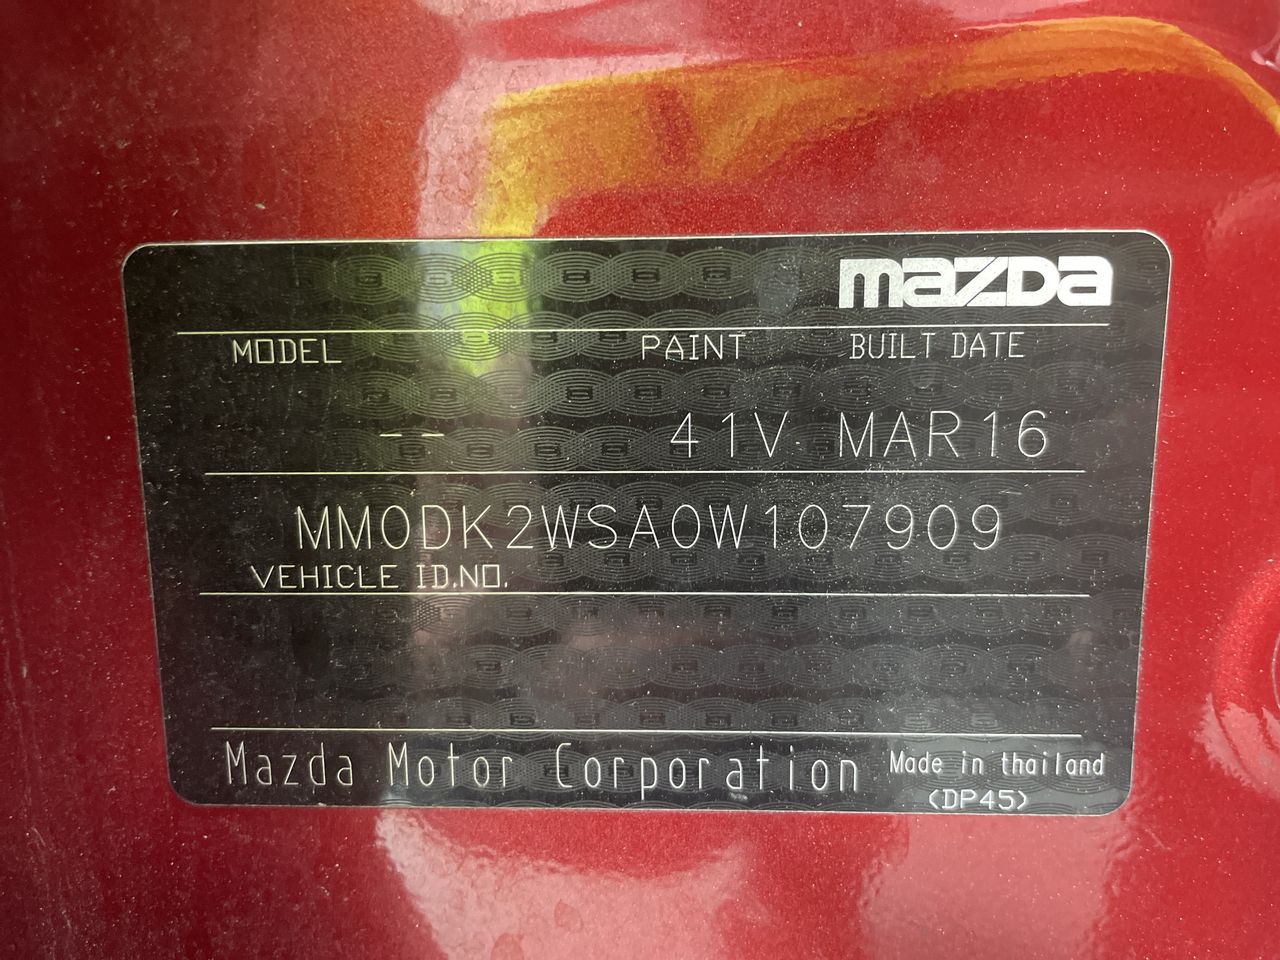 mazda
MODEL PAINT BUILT DATE
-- 41V MAR16
MM0DK2WSA0W107909
VEHICLE ID.NO.
Mazda Motor Corporation Made in thailand
(DP45)